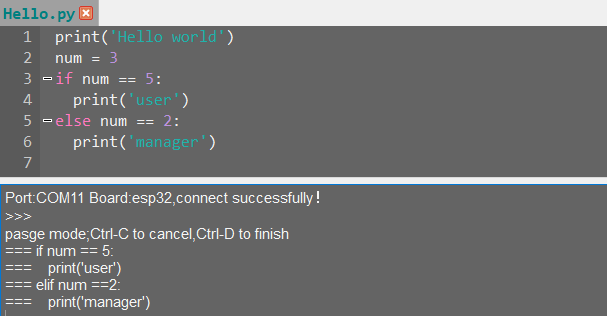 Hello.py
1 print('Hello world')
2 num = 3
3 if num == 5:
4   print('user')
5 else num == 2:
6   print('manager')
7
Port:COM11 Board:esp32,connect successfully!
>>>
pasge mode;Ctrl-C to cancel,Ctrl-D to finish
=== if num == 5:
===    print('user')
=== elif num ==2:
===    print('manager')